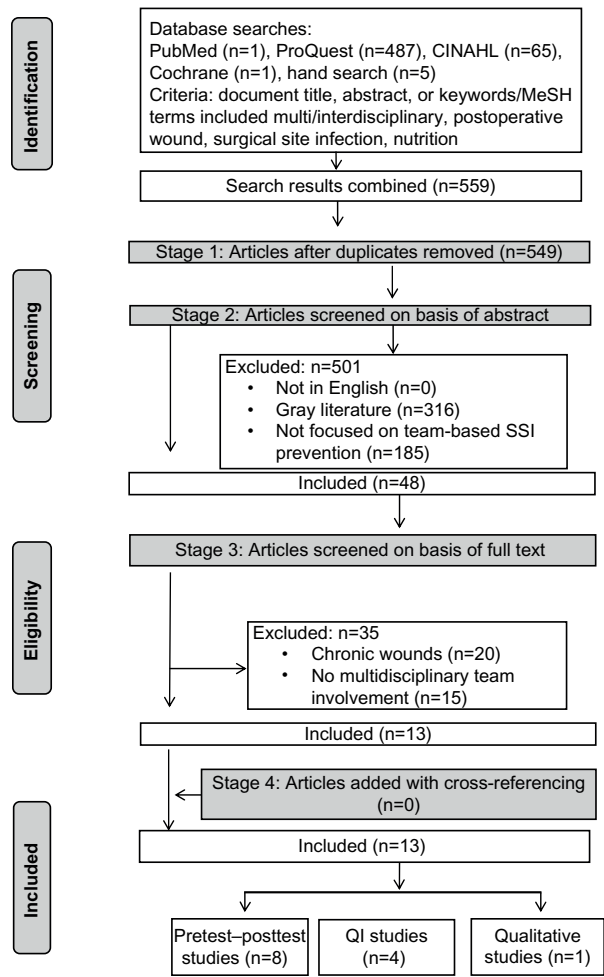 Identification
Database searches:
PubMed (n=1), ProQuest (n=487), CINAHL (n=65),
Cochrane (n=1), hand search (n=5)
Criteria: document title, abstract, or keywords/MeSH
terms included multi/interdisciplinary, postoperative
wound, surgical site infection, nutrition
Search results combined (n=559)
Stage 1: Articles after duplicates removed (n=549)
Screening
Stage 2: Articles screened on basis of abstract
Excluded: n=501
• Not in English (n=0)
• Gray literature (n=316)
• Not focused on team-based SSI
prevention (n=185)
Included (n=48)
Eligibility
Stage 3: Articles screened on basis of full text
Excluded: n=35
• Chronic wounds (n=20)
• No multidisciplinary team
involvement (n=15)
Included (n=13)
Included
Stage 4: Articles added with cross-referencing
(n=0)
Included (n=13)
Pretest–posttest
studies (n=8)
QI studies
(n=4)
Qualitative
studies (n=1)